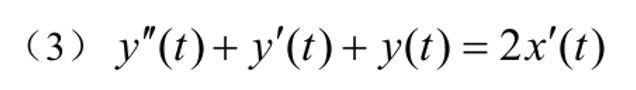 （3） y″(t) + y′(t) + y(t) = 2x′(t)